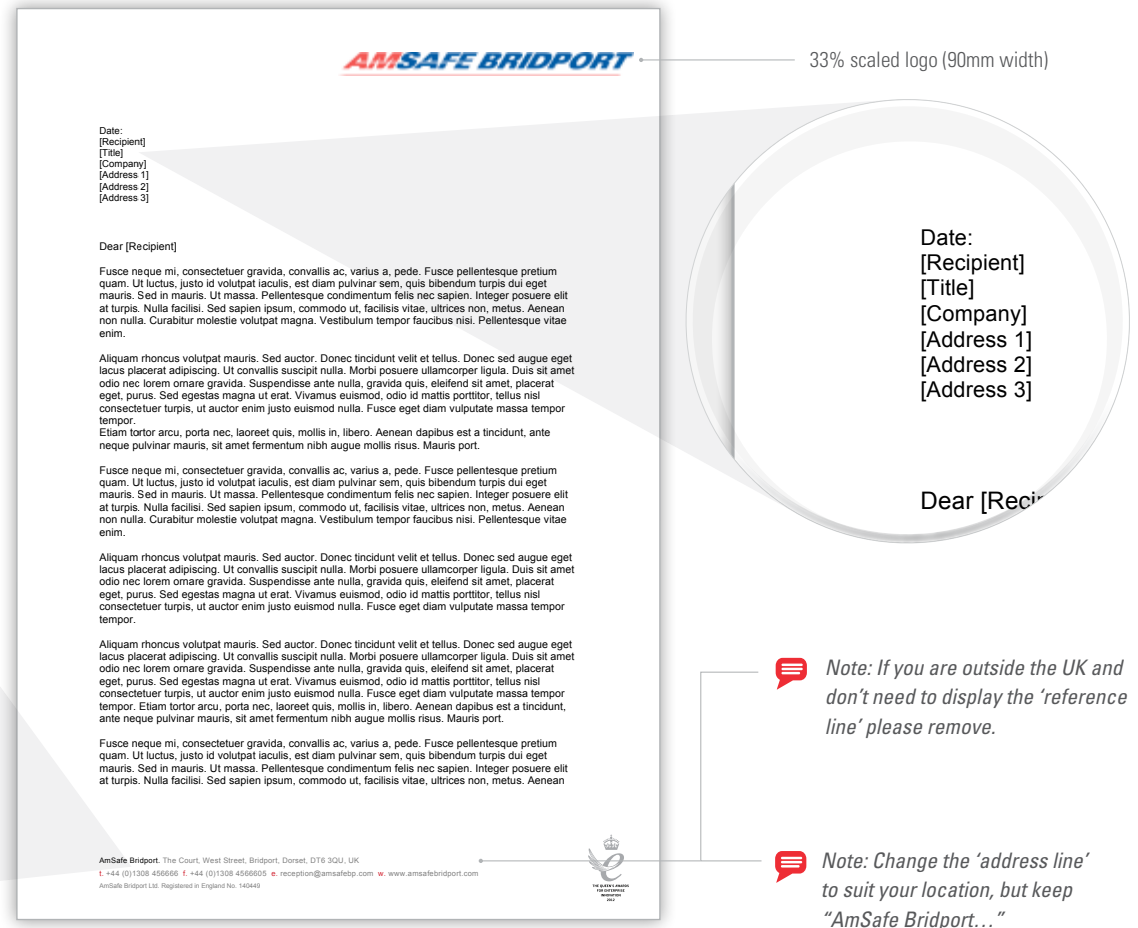 AMSAFE BRIDPORT
33% scaled logo (90mm width)
Date:
[Recipient]
[Title]
[Company]
[Address 1]
[Address 2]
[Address 3]
Dear [Recipient]
Fusce neque mi, consectetuer gravida, convallis ac, varius a, pede. Fusce pellentesque pretium
quam. Ut luctus, justo id volutpat iaculis, est diam pulvinar sem, quis bibendum turpis dui eget
mauris. Sed in mauris. Ut massa. Pellentesque condimentum felis nec sapien. Integer posuere elit
at turpis. Nulla facilisi. Sed sapien ipsum, commodo ut, facilisis vitae, ultrices non, metus. Aenean
non nulla. Curabitur molestie volutpat magna. Vestibulum tempor faucibus nisi. Pellentesque vitae
enim.
Aliquam rhoncus volutpat mauris. Sed auctor. Donec tincidunt velit et tellus. Donec sed augue eget
lacus placerat adipiscing. Ut convallis suscipit nulla. Morbi posuere ullamcorper ligula. Duis sit amet
odio nec lorem ornare gravida. Suspendisse ante nulla, gravida quis, eleifend sit amet, placerat
eget, purus. Sed egestas magna ut erat. Vivamus euismod, odio id mattis porttitor, tellus nisl
consectetuer turpis, ut auctor enim justo euismod nulla. Fusce eget diam vulputate massa tempor
tempor.
Etiam tortor arcu, porta nec, laoreet quis, mollis in, libero. Aenean dapibus est a tincidunt, ante
neque pulvinar mauris, sit amet fermentum nibh augue mollis risus. Mauris port.
Fusce neque mi, consectetuer gravida, convallis ac, varius a, pede. Fusce pellentesque pretium
quam. Ut luctus, justo id volutpat iaculis, est diam pulvinar sem, quis bibendum turpis dui eget
mauris. Sed in mauris. Ut massa. Pellentesque condimentum felis nec sapien. Integer posuere elit
at turpis. Nulla facilisi. Sed sapien ipsum, commodo ut, facilisis vitae, ultrices non, metus. Aenean
non nulla. Curabitur molestie volutpat magna. Vestibulum tempor faucibus nisi. Pellentesque vitae
enim.
Aliquam rhoncus volutpat mauris. Sed auctor. Donec tincidunt velit et tellus. Donec sed augue eget
lacus placerat adipiscing. Ut convallis suscipit nulla. Morbi posuere ullamcorper ligula. Duis sit amet
odio nec lorem ornare gravida. Suspendisse ante nulla, gravida quis, eleifend sit amet, placerat
eget, purus. Sed egestas magna ut erat. Vivamus euismod, odio id mattis porttitor, tellus nisl
consectetuer turpis, ut auctor enim justo euismod nulla. Fusce eget diam vulputate massa tempor
tempor.
Aliquam rhoncus volutpat mauris. Sed auctor. Donec tincidunt velit et tellus. Donec sed augue eget
lacus placerat adipiscing. Ut convallis suscipit nulla. Morbi posuere ullamcorper ligula. Duis sit amet
odio nec lorem ornare gravida. Suspendisse ante nulla, gravida quis, eleifend sit amet, placerat
eget, purus. Sed egestas magna ut erat. Vivamus euismod, odio id mattis porttitor, tellus nisl
consectetuer turpis, ut auctor enim justo euismod nulla. Fusce eget diam vulputate massa tempor
tempor. Etiam tortor arcu, porta nec, laoreet quis, mollis in, libero. Aenean dapibus est a tincidunt,
ante neque pulvinar mauris, sit amet fermentum nibh augue mollis risus. Mauris port.
Fusce neque mi, consectetuer gravida, convallis ac, varius a, pede. Fusce pellentesque pretium
quam. Ut luctus, justo id volutpat iaculis, est diam pulvinar sem, quis bibendum turpis dui eget
mauris. Sed in mauris. Ut massa. Pellentesque condimentum felis nec sapien. Integer posuere elit
at turpis. Nulla facilisi. Sed sapien ipsum, commodo ut, facilisis vitae, ultrices non, metus. Aenean
AmSafe Bridport. The Court, West Street, Bridport, Dorset, DT6 3QU, UK
t. +44 (0)1308 456666 f. +44 (0)1308 4566605 e. reception@amsafebp.com w. www.amsafebridport.com
AmSafe Bridport Ltd. Registered in England No. 140449
THE QUEEN'S AWARDS
FOR ENTERPRISE
INNOVATION
2012
Date:
[Recipient]
[Title]
[Company]
[Address 1]
[Address 2]
[Address 3]
Dear [Recip
Note: If you are outside the UK and
don't need to display the 'reference
line' please remove.
Note: Change the 'address line'
to suit your location, but keep
"AmSafe Bridport…"